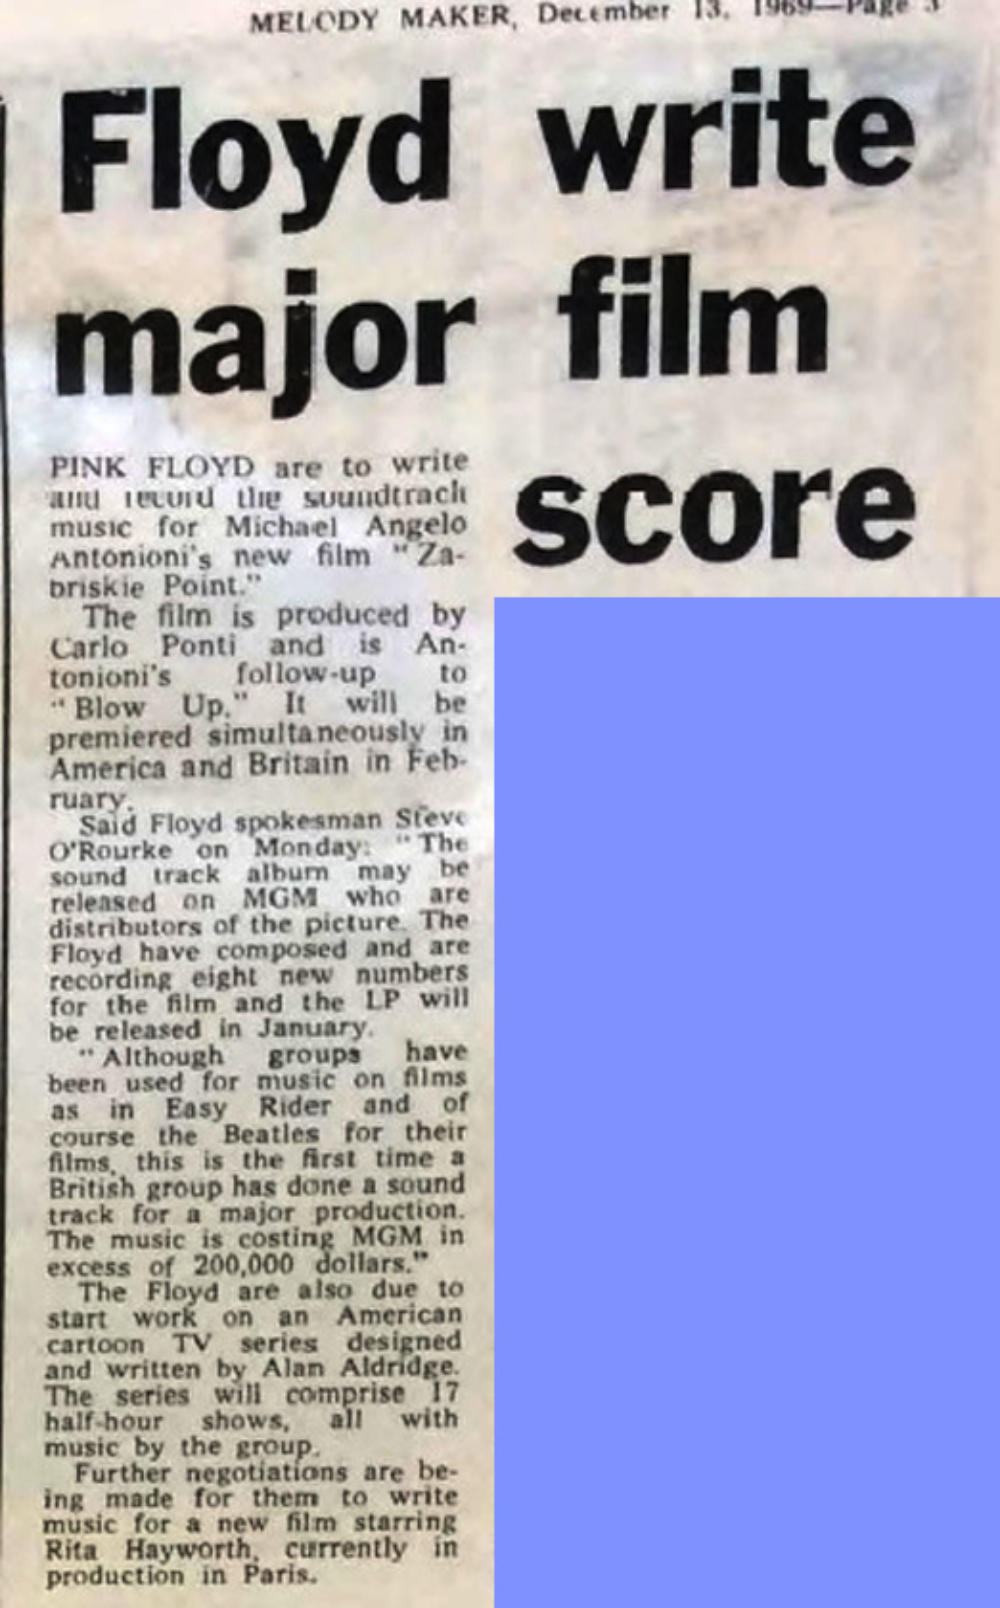 MELODY MAKER, December 13, 1969—Page 3
Floyd write
major film
score
PINK FLOYD are to write
and record the soundtrack
music for Michael Angelo
Antonioni's new film "Za-
briskie Point."
The film is produced by
Carlo Ponti and is An-
tonioni's follow-up to
"Blow Up." It will be
premiered simultaneously in
America and Britain in Feb-
ruary.
Said Floyd spokesman Steve
O'Rourke on Monday: "The
sound track album may be
released on MGM who are
distributors of the picture. The
Floyd have composed and are
recording eight new numbers
for the film and the LP will
be released in January.
"Although groups have
been used for music on films
as in Easy Rider and of
course the Beatles for their
films, this is the first time a
British group has done a sound
track for a major production.
The music is costing MGM in
excess of 200,000 dollars."
The Floyd are also due to
start work on an American
cartoon TV series designed
and written by Alan Aldridge.
The series will comprise 17
half-hour shows, all with
music by the group.
Further negotiations are be-
ing made for them to write
music for a new film starring
Rita Hayworth, currently in
production in Paris.